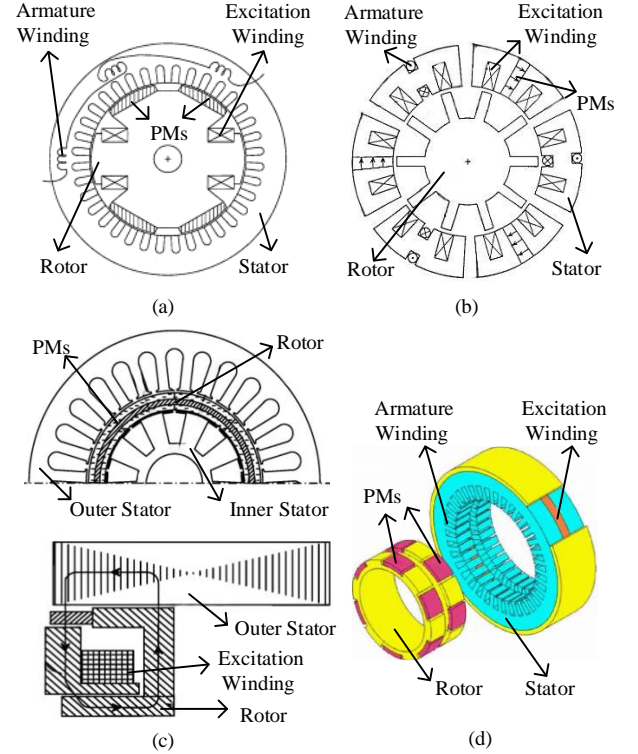 Armature
Winding
Excitation
Winding
PMs
Rotor
Stator
(a)
(b)
Armature
Winding
Excitation
Winding
PMs
Rotor
Stator
PMs
Rotor
Outer Stator
Inner Stator
Outer Stator
Excitation
Winding
Rotor
(c)
Armature
Winding
Excitation
Winding
PMs
Rotor
Stator
(d)